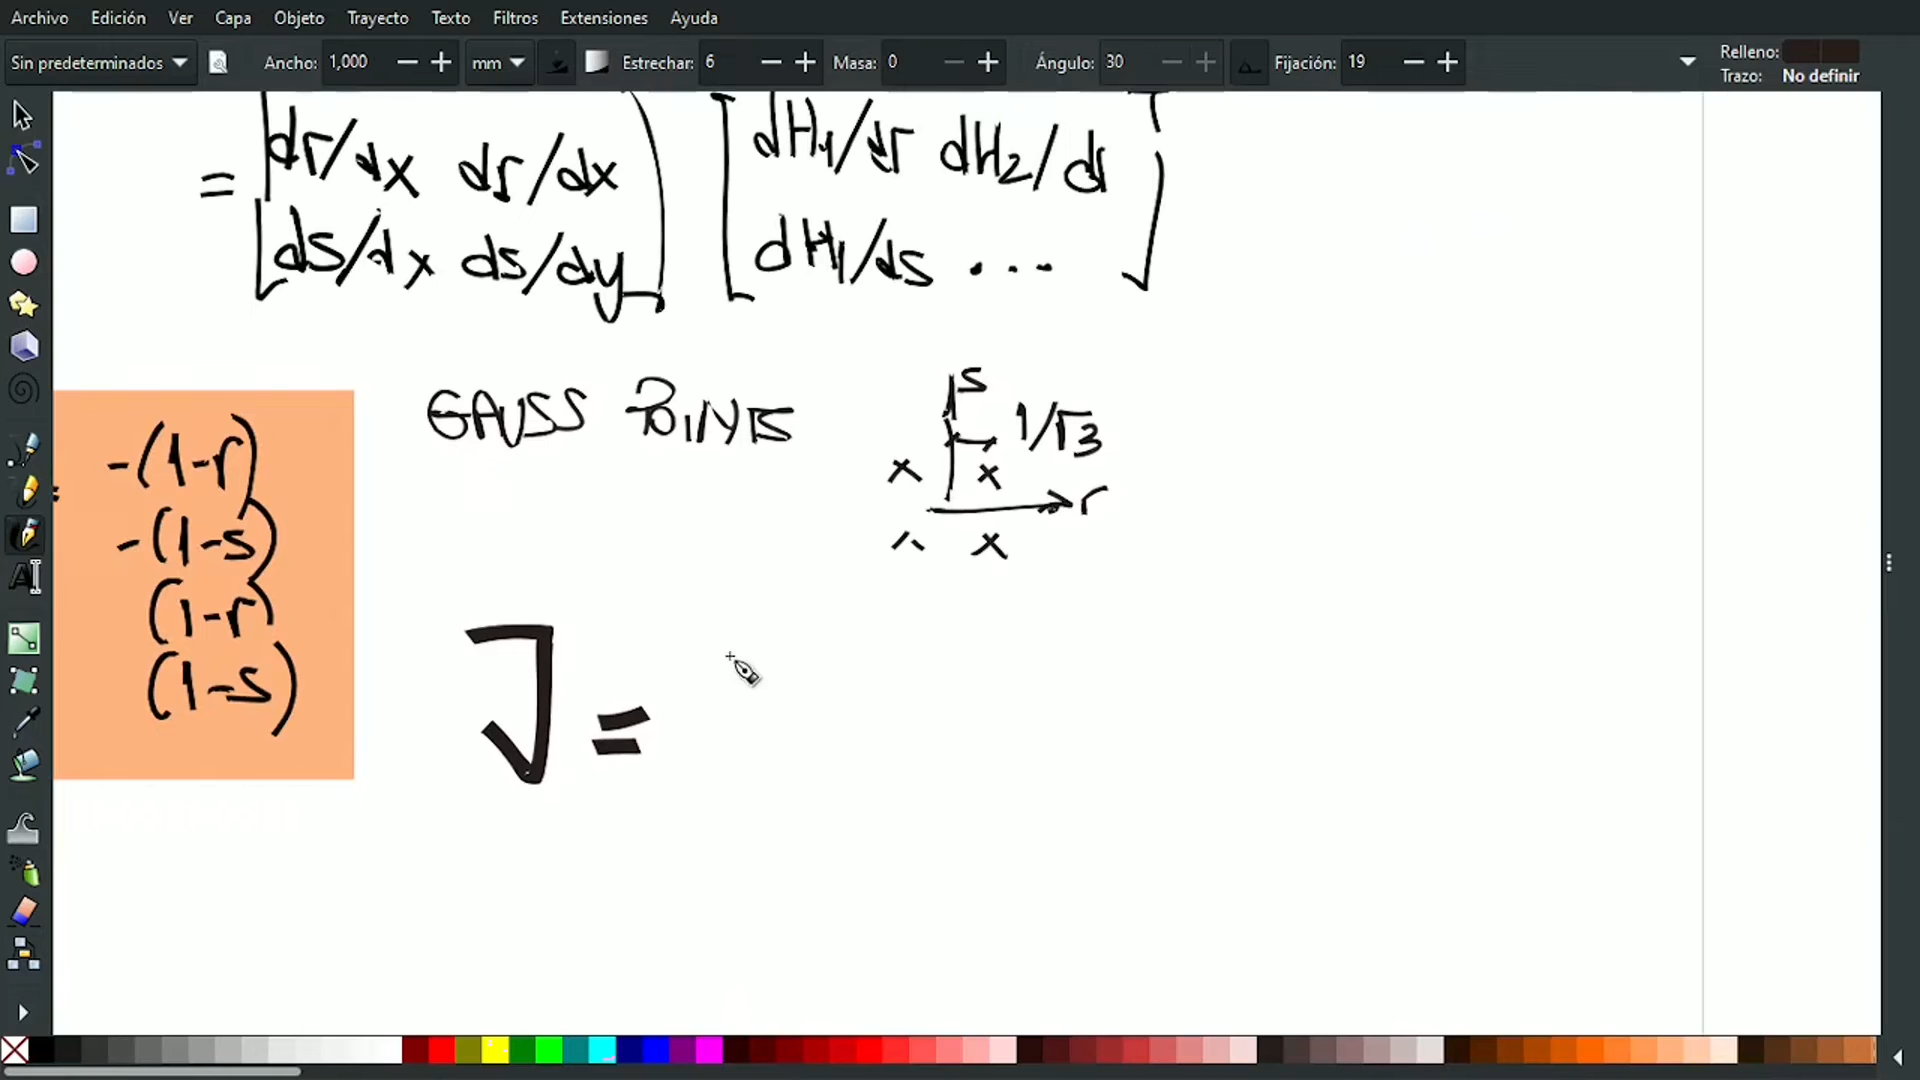 Archivo Edición Ver Capa Objeto Trayecto Texto Filtros Extensiones Ayuda
Sin predeterminados Ancho: 1,000 mm Estrechar: 6 Masa: 0 Ángulo: 30 Fijación: 19 Relleno:
Trazo: No definir
= dr/dx dr/dx dH1/dr dH2/dr
ds/dx ds/dy dH1/ds ...
GAUSS POINTS
s
1/√3
x x
r
x
-(1-r)
-(1-s)
(1-r)
(1-s)
J =